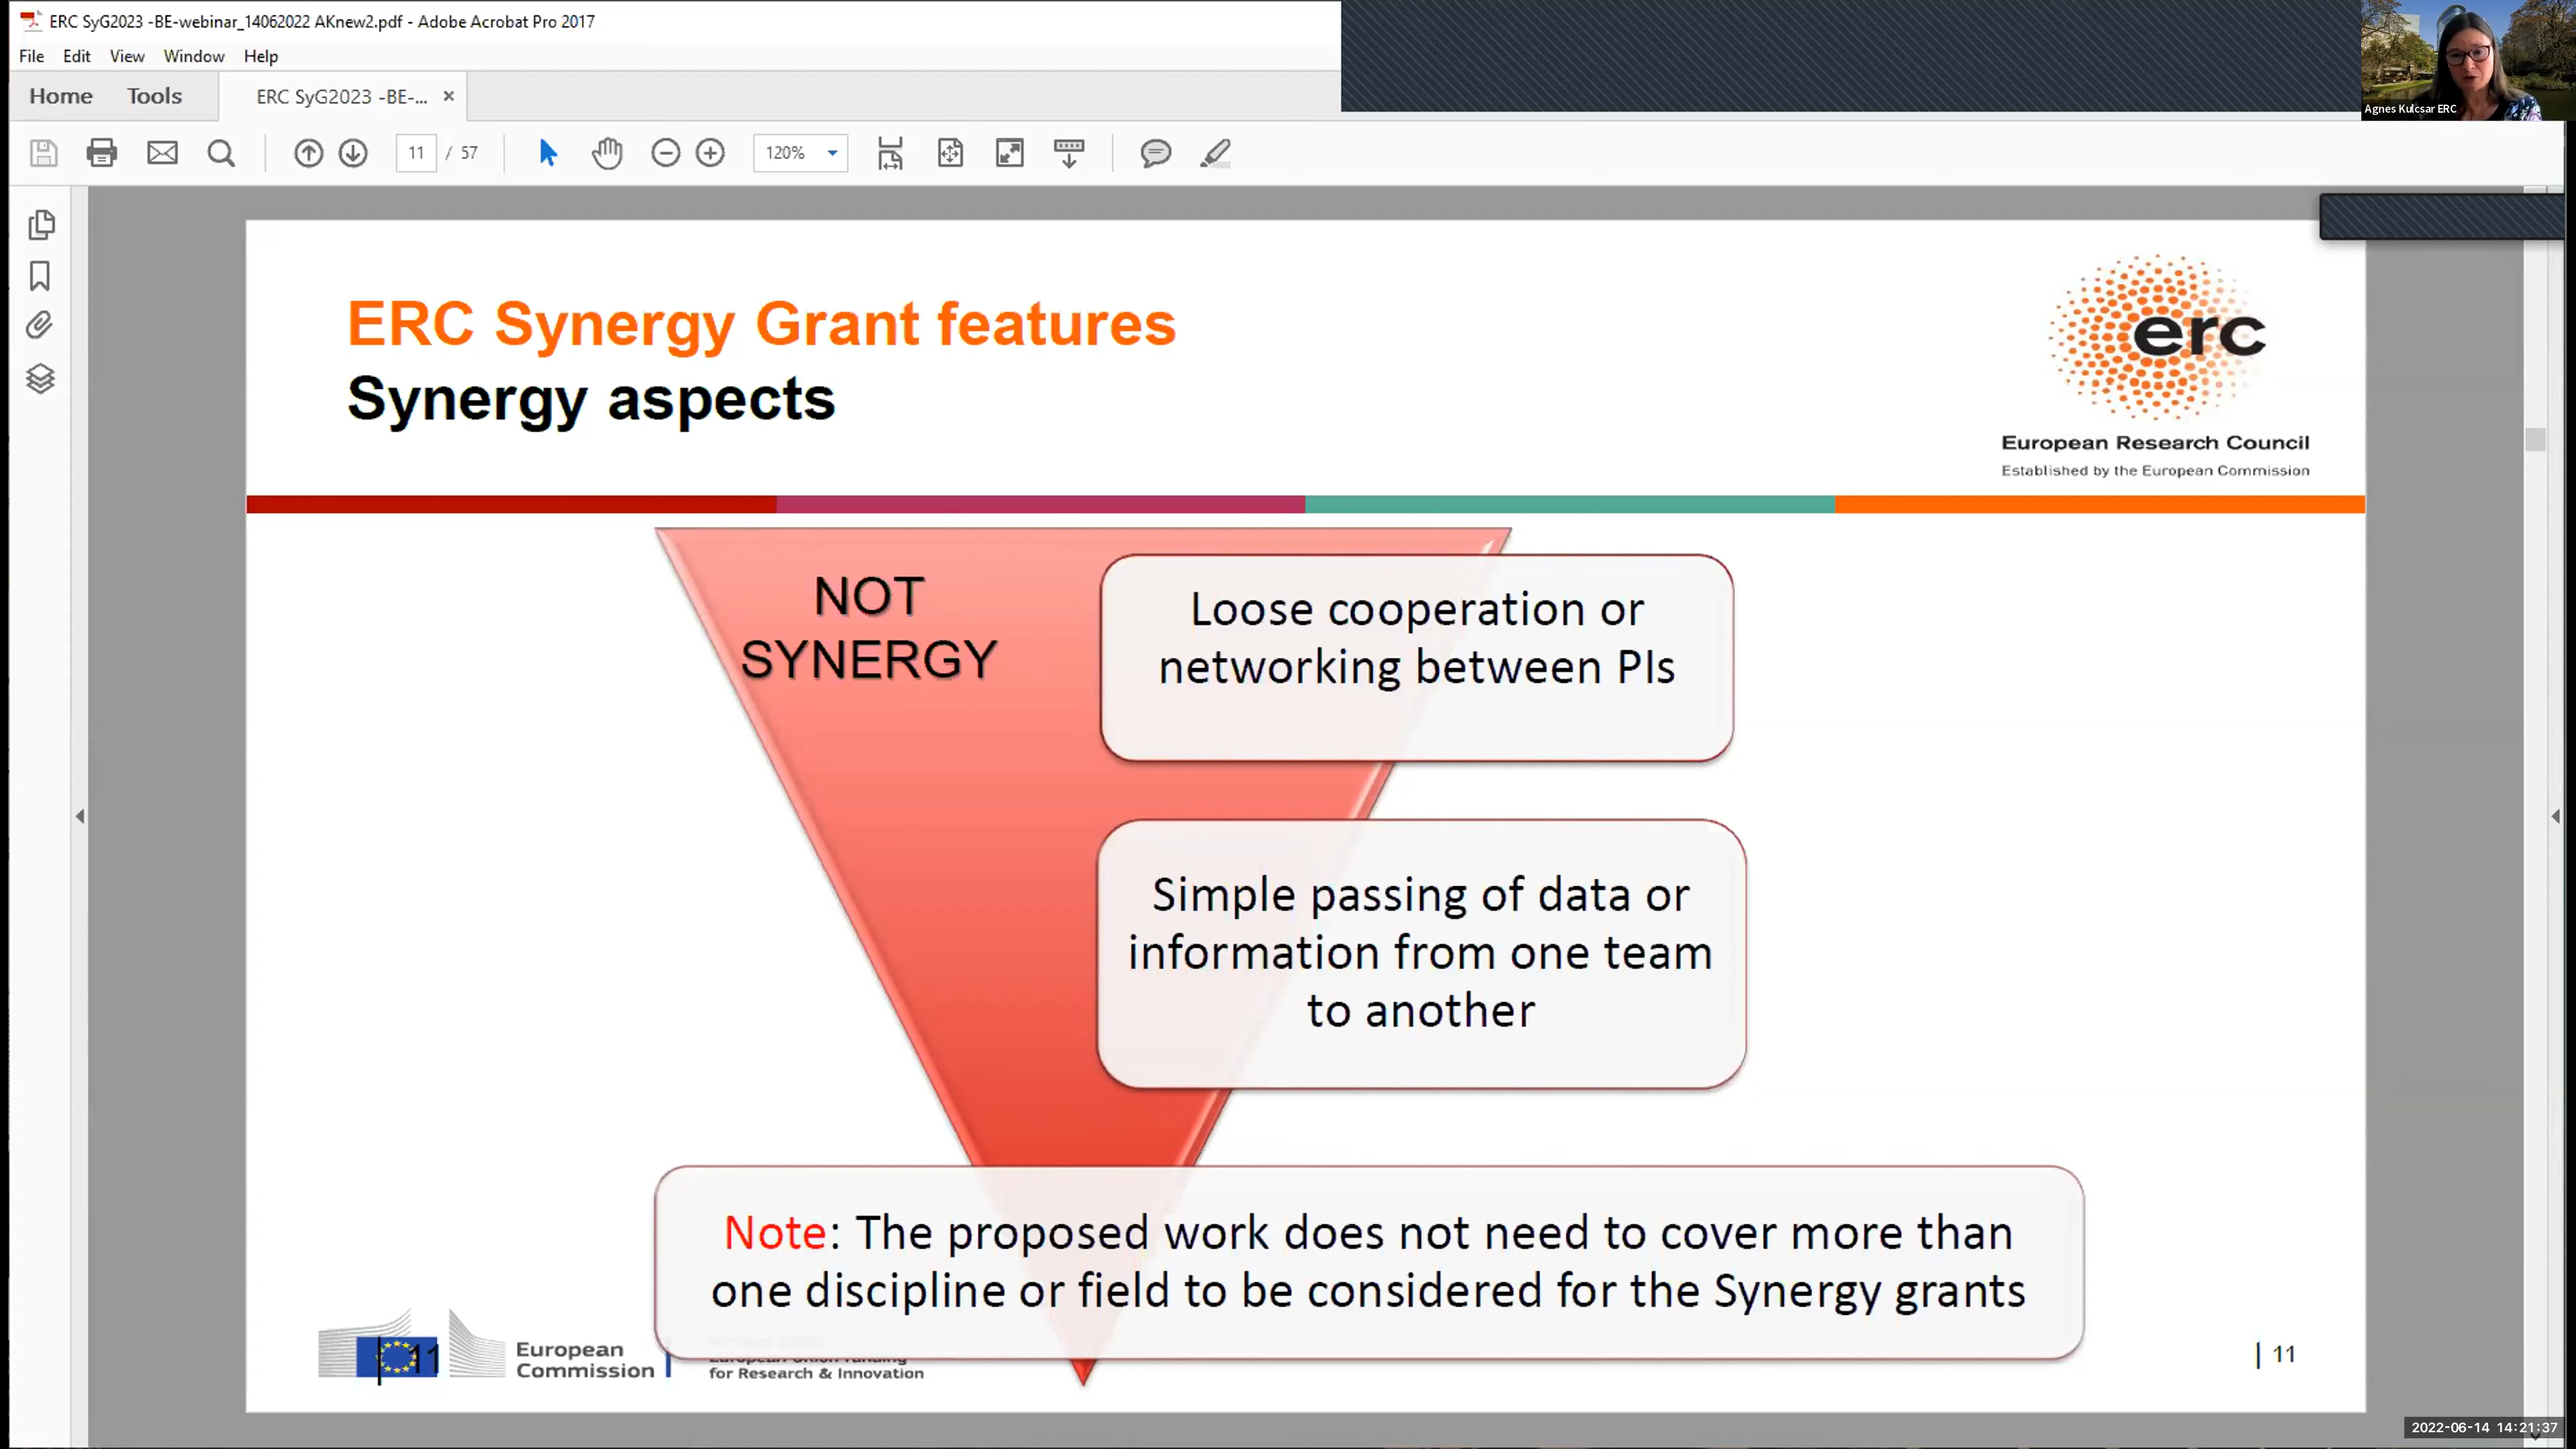 ERC SyG2023 -BE-webinar_14062022 AKnew2.pdf - Adobe Acrobat Pro 2017
File Edit View Window Help
Home Tools ERC SyG2023 -BE-... ×
11 / 57 120%
Agnes Kulcsar ERC
ERC Synergy Grant features
Synergy aspects
erc
European Research Council
Established by the European Commission
NOT
SYNERGY
Loose cooperation or
networking between PIs
Simple passing of data or
information from one team
to another
Note: The proposed work does not need to cover more than
one discipline or field to be considered for the Synergy grants
11
European
Commission
European Union funding
for Research & Innovation
| 11
2022-06-14 14:21:37